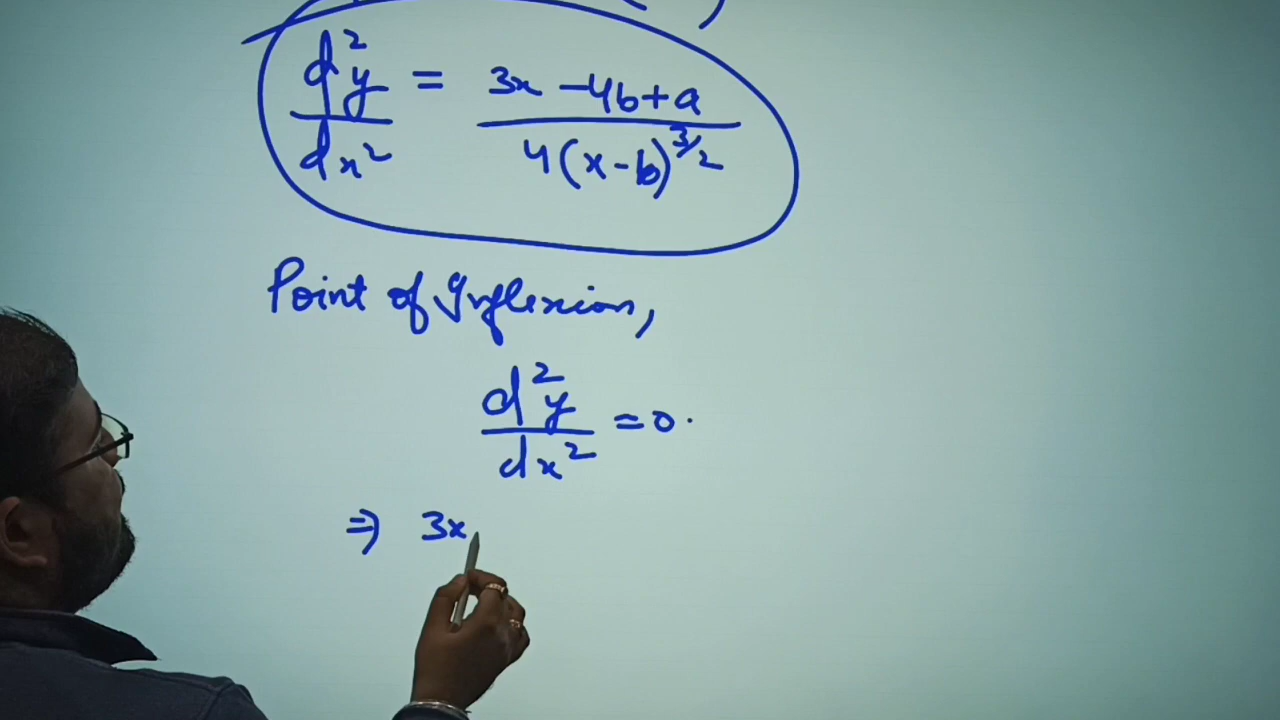 d²y/dx² = (3x - 4b + a)/(4(x - b)^3/2)
Point of Inflexion,
d²y/dx² = 0.
⇒ 3x